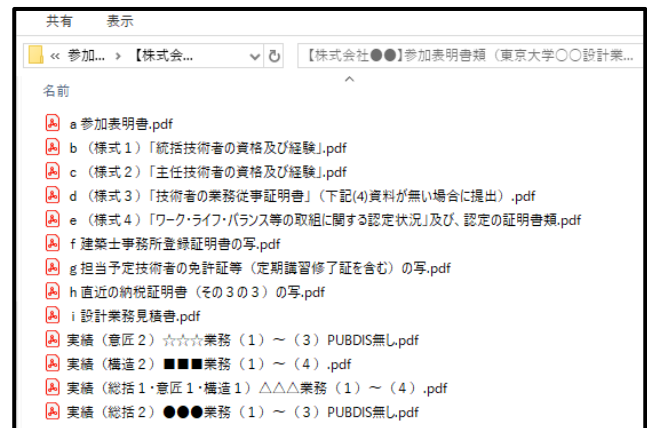 共有 表示
« 参加... › 【株式会... 【株式会社●●】参加表明書類（東京大学〇〇設計業...
名前
a 参加表明書.pdf
b （様式１）「統括技術者の資格及び経験」.pdf
c （様式２）「主任技術者の資格及び経験」.pdf
d （様式３）「技術者の業務従事証明書」（下記(4)資料が無い場合に提出）.pdf
e （様式４）「ワーク・ライフ・バランス等の取組に関する認定状況」及び、認定の証明書類.pdf
f 建築士事務所登録証明書の写.pdf
g 担当予定技術者の免許証等（定期講習修了証を含む）の写.pdf
h 直近の納税証明書（その３の３）の写.pdf
i 設計業務見積書.pdf
実績（意匠２）☆☆☆業務（１）～（３）PUBDIS無し.pdf
実績（構造２）■■■業務（１）～（４）.pdf
実績（総括１・意匠１・構造１）△△△業務（１）～（４）.pdf
実績（総括２）●●●業務（１）～（３）PUBDIS無し.pdf